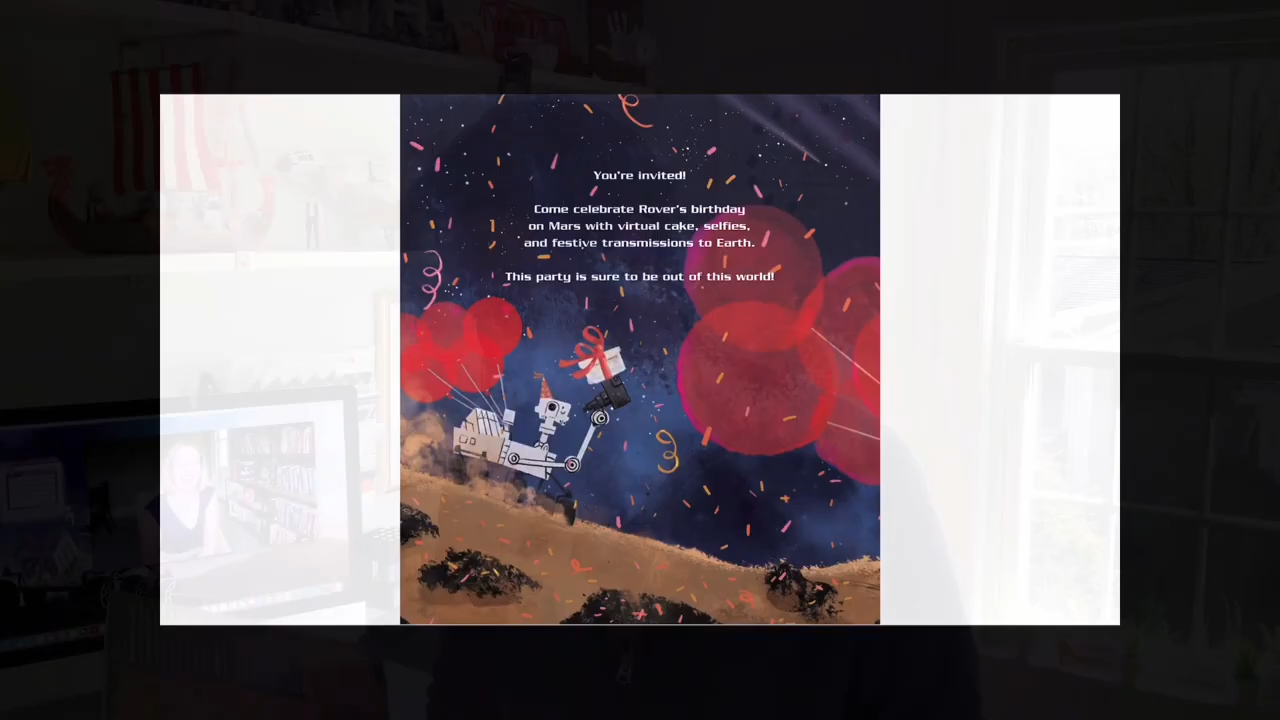 You're invited!
Come celebrate Rover's birthday
on Mars with virtual cake, selfies,
and festive transmissions to Earth.
This party is sure to be out of this world!